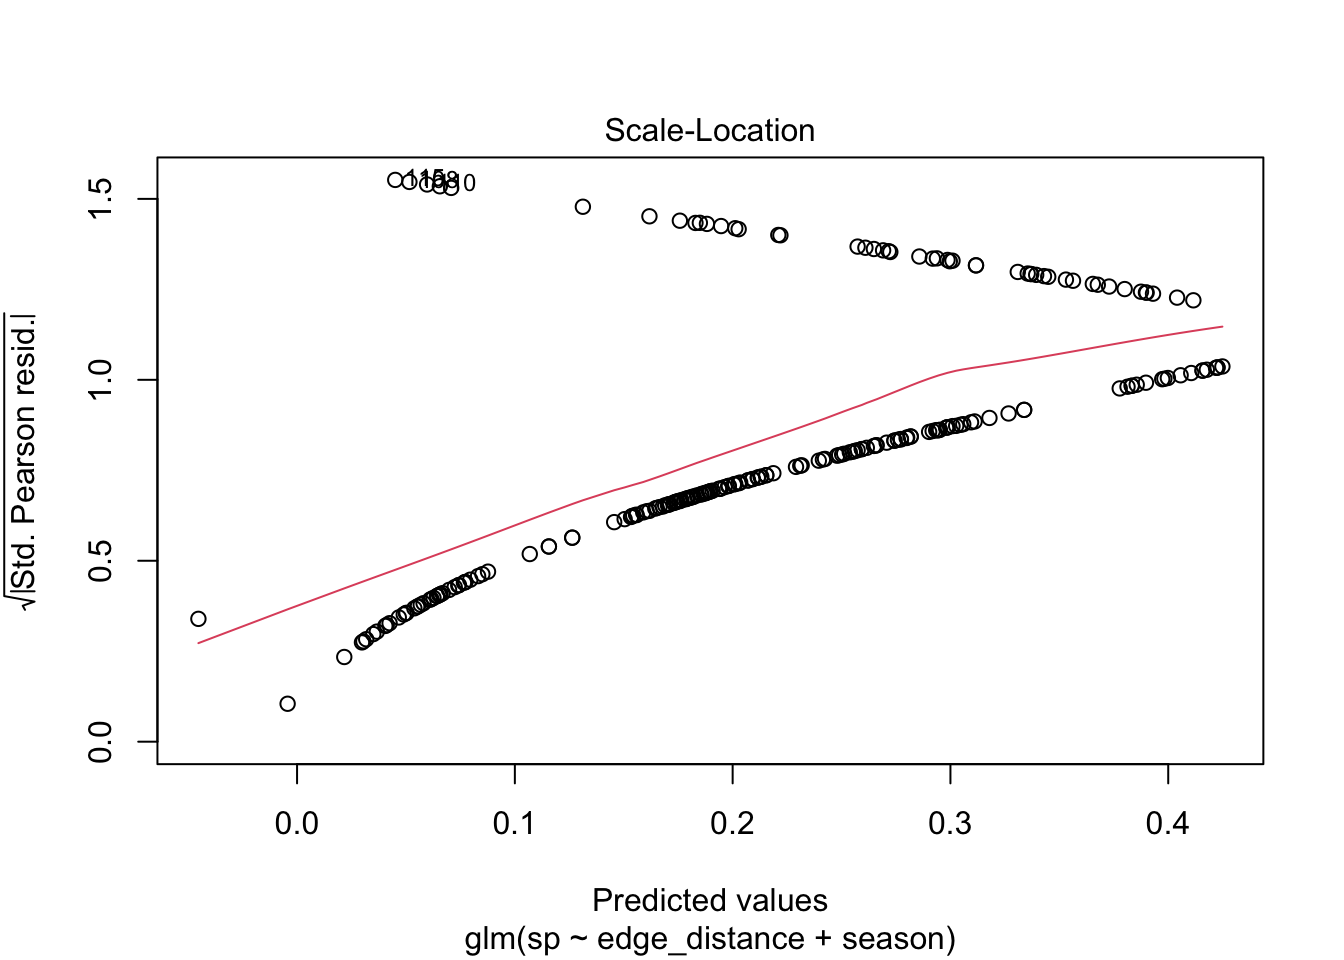 Scale-Location
√|Std. Pearson resid.|
1.5
1.0
0.5
0.0
0.0 0.1 0.2 0.3 0.4
Predicted values
glm(sp ~ edge_distance + season)